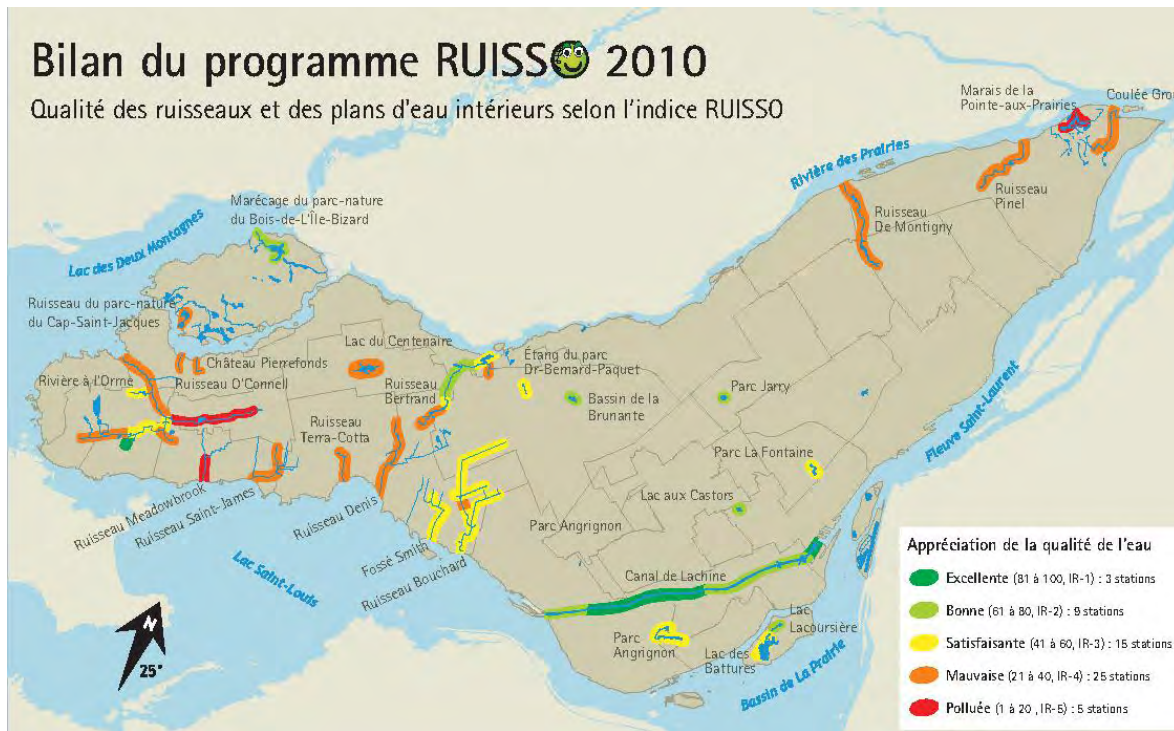 Bilan du programme RUISSO 2010
Qualité des ruisseaux et des plans d'eau intérieurs selon l'indice RUISSO
Marais de la
Pointe-aux-Prairies
Coulée Grou
Rivière des Prairies
Ruisseau
Pinel
Ruisseau
De Montigny
Marécage du parc-nature
du Bois-de-L'Île-Bizard
Lac des Deux Montagnes
Ruisseau du parc-nature
du Cap-Saint-Jacques
Lac du Centenaire
Château Pierrefonds
Rivière à l'Orme
Ruisseau O'Connell
Ruisseau
Bertrand
Étang du parc
Dr-Bernard-Paquet
Bassin de la
Brunante
Parc Jarry
Ruisseau
Terra-Cotta
Fleuve Saint-Laurent
Parc La Fontaine
Ruisseau Meadowbrook
Ruisseau Saint-James
Ruisseau Denis
Lac aux Castors
Parc Angrignon
Fossé Smith
Ruisseau Bouchard
Lac Saint-Louis
Canal de Lachine
Parc
Angrignon
Lac
Lacoursière
Lac des
Battures
Bassin de La Prairie
N
25°
Appréciation de la qualité de l'eau
Excellente (81 à 100, IR-1) : 3 stations
Bonne (61 à 80, IR-2) : 9 stations
Satisfaisante (41 à 60, IR-3) : 15 stations
Mauvaise (21 à 40, IR-4) : 25 stations
Polluée (1 à 20 , IR-5) : 5 stations